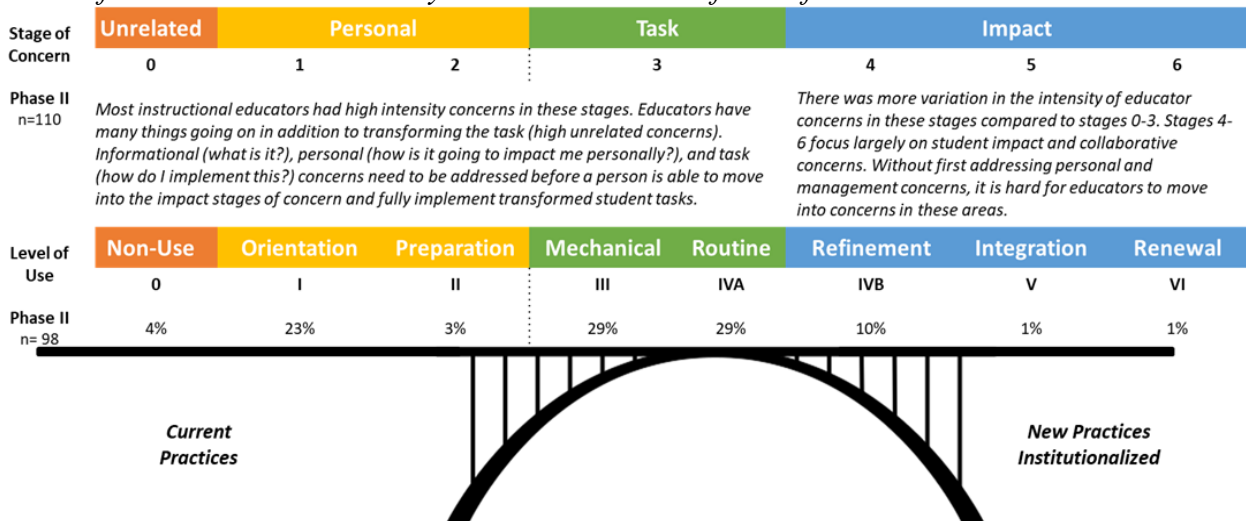 Stage of Concern
Unrelated Personal Task Impact
0 1 2 3 4 5 6
Phase II
n=110
Most instructional educators had high intensity concerns in these stages. Educators have
many things going on in addition to transforming the task (high unrelated concerns).
Informational (what is it?), personal (how is it going to impact me personally?), and task
(how do I implement this?) concerns need to be addressed before a person is able to move
into the impact stages of concern and fully implement transformed student tasks.
There was more variation in the intensity of educator
concerns in these stages compared to stages 0-3. Stages 4-
6 focus largely on student impact and collaborative
concerns. Without first addressing personal and
management concerns, it is hard for educators to move
into concerns in these areas.
Level of Use
Non-Use Orientation Preparation Mechanical Routine Refinement Integration Renewal
0 I II III IVA IVB V VI
Phase II
n= 98
4% 23% 3% 29% 29% 10% 1% 1%
Current
Practices
New Practices
Institutionalized